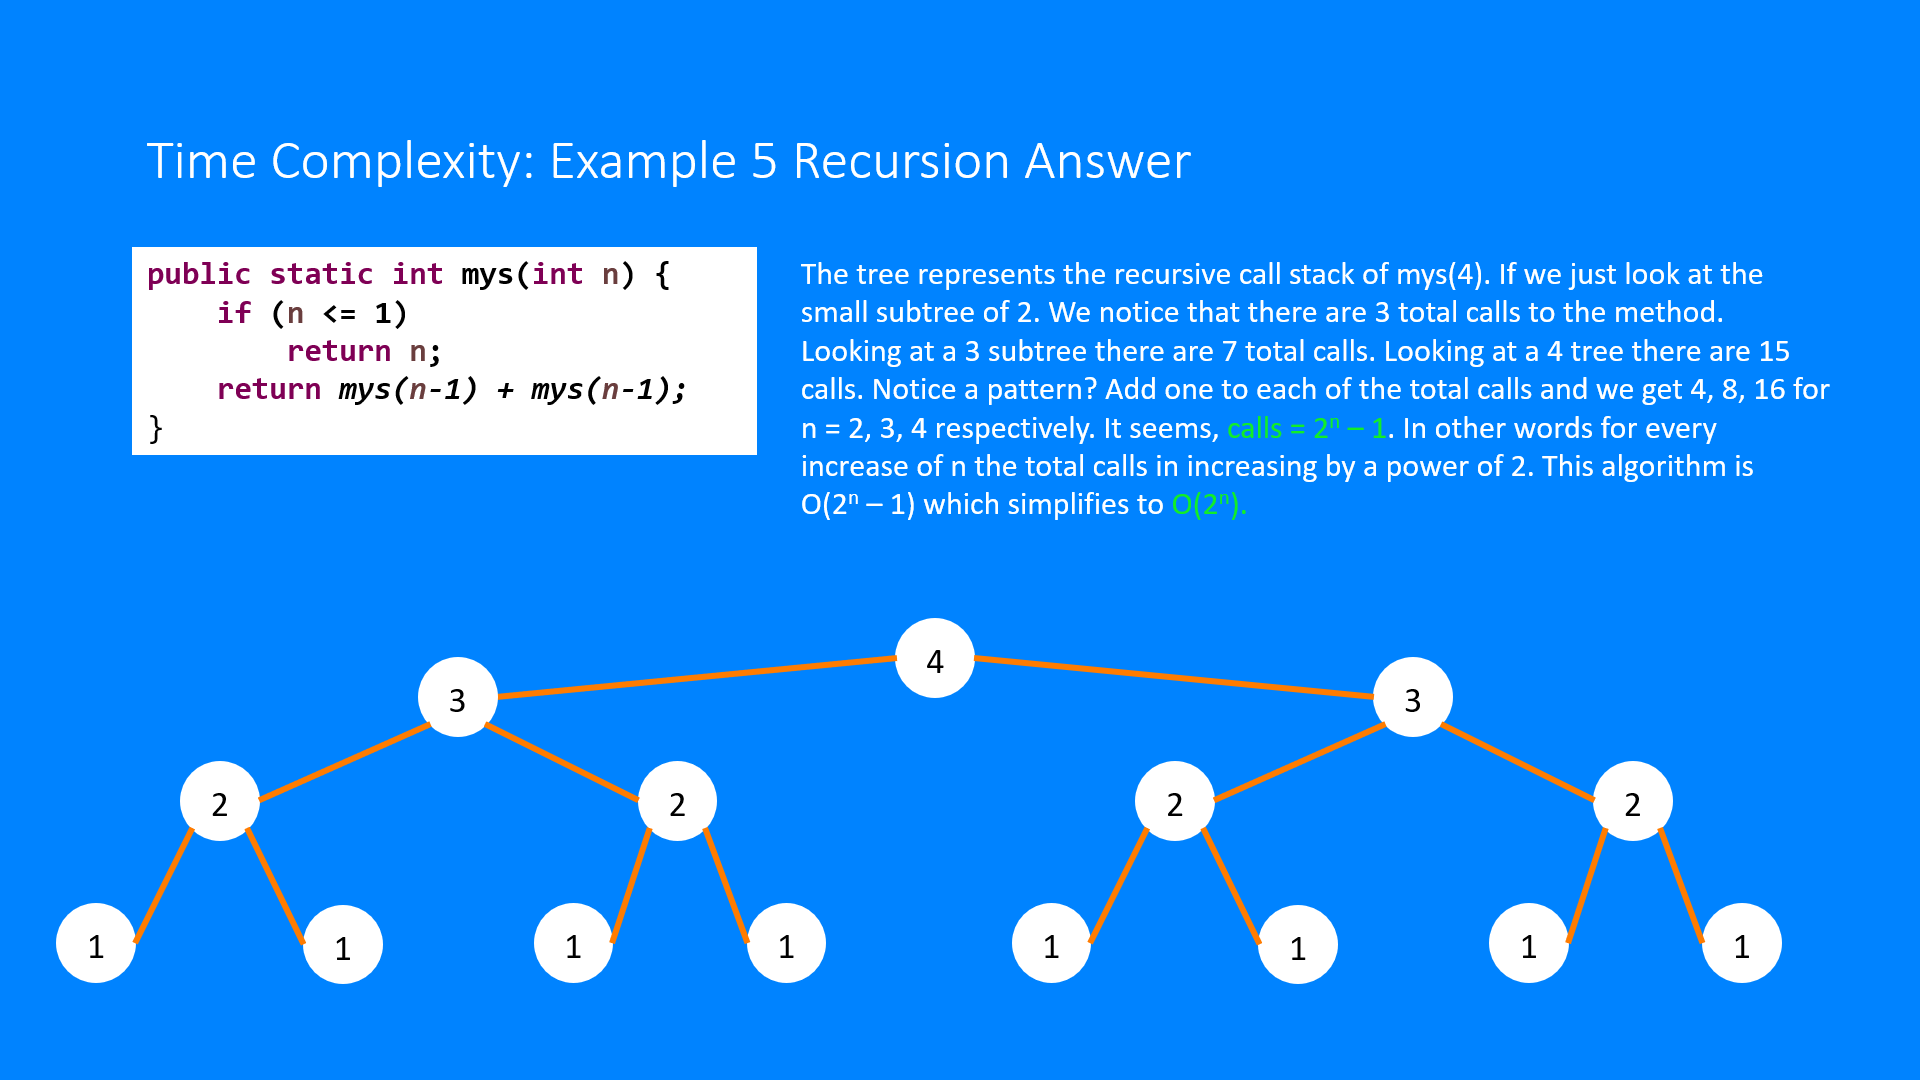 Time Complexity: Example 5 Recursion Answer
public static int mys(int n) {
    if (n <= 1)
        return n;
    return mys(n-1) + mys(n-1);
}
The tree represents the recursive call stack of mys(4). If we just look at the
small subtree of 2. We notice that there are 3 total calls to the method.
Looking at a 3 subtree there are 7 total calls. Looking at a 4 tree there are 15
calls. Notice a pattern? Add one to each of the total calls and we get 4, 8, 16 for
n = 2, 3, 4 respectively. It seems, calls = 2ⁿ – 1. In other words for every
increase of n the total calls in increasing by a power of 2. This algorithm is
O(2ⁿ – 1) which simplifies to O(2ⁿ).
4
3 3
2 2 2 2
1 1 1 1 1 1 1 1